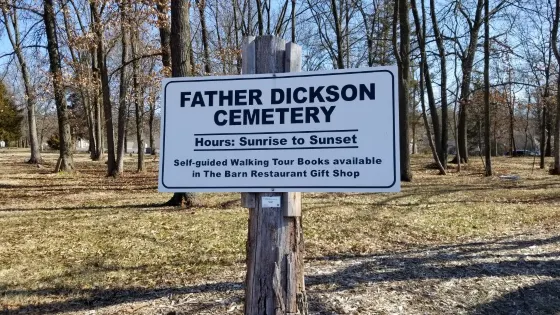 FATHER DICKSON
CEMETERY
Hours: Sunrise to Sunset
Self-guided Walking Tour Books available
in The Barn Restaurant Gift Shop